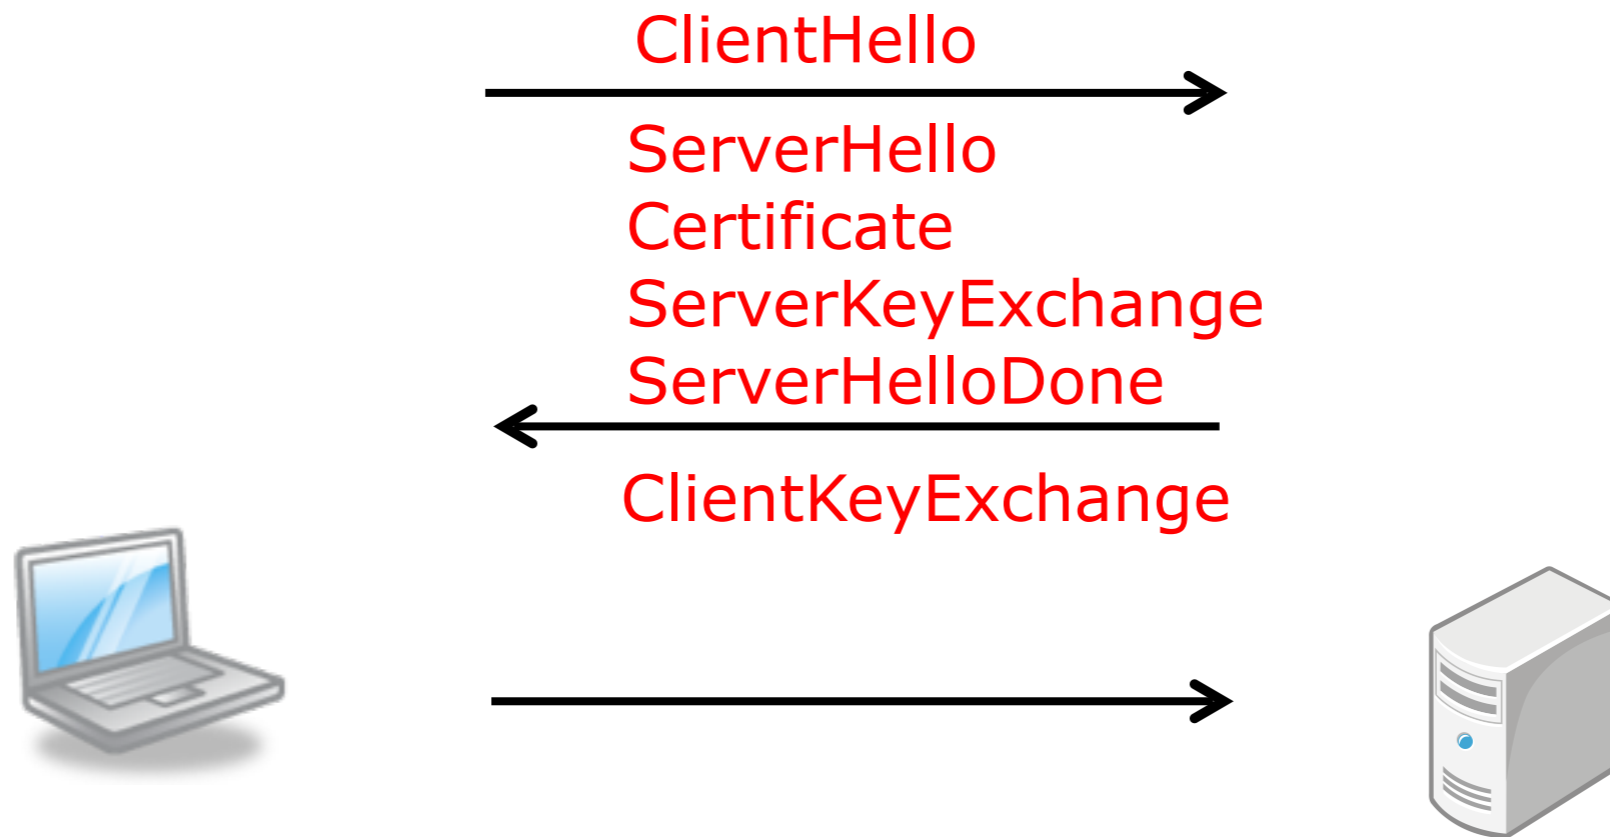 ClientHello
ServerHello
Certificate
ServerKeyExchange
ServerHelloDone
ClientKeyExchange